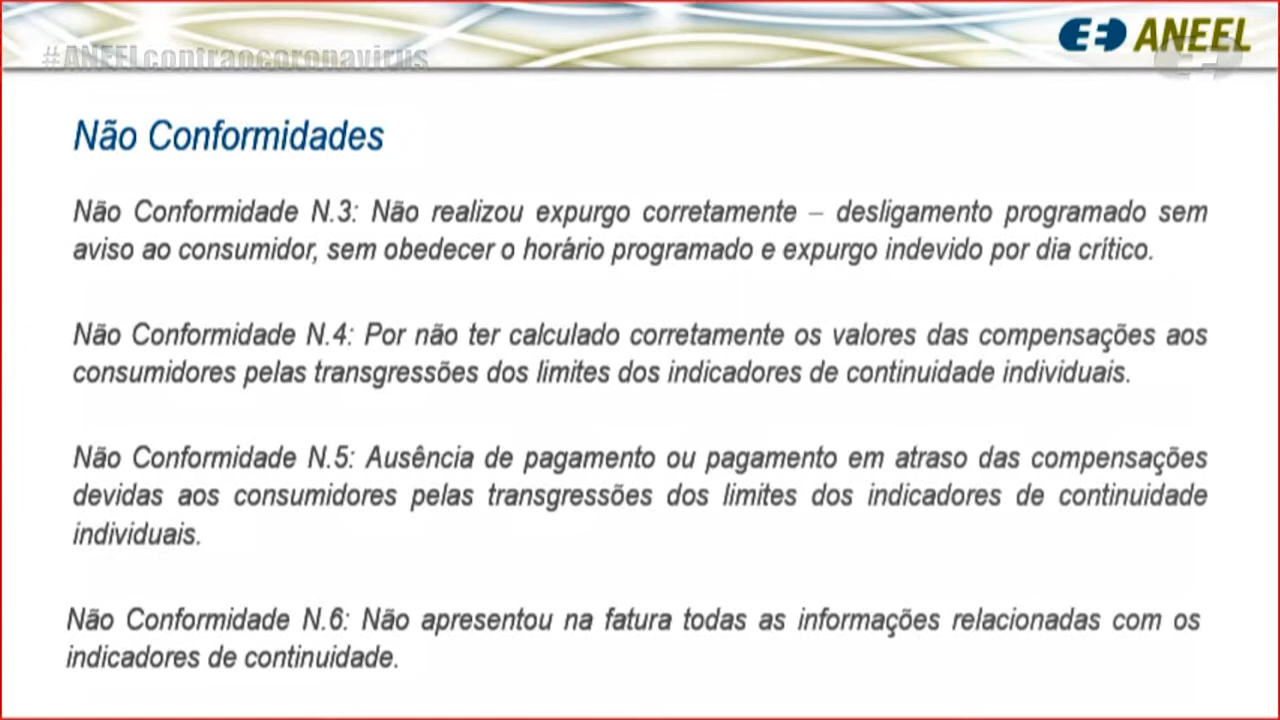 #ANEELcontraocoronavirus
ANEEL
Não Conformidades
Não Conformidade N.3: Não realizou expurgo corretamente – desligamento programado sem
aviso ao consumidor, sem obedecer o horário programado e expurgo indevido por dia crítico.
Não Conformidade N.4: Por não ter calculado corretamente os valores das compensações aos
consumidores pelas transgressões dos limites dos indicadores de continuidade individuais.
Não Conformidade N.5: Ausência de pagamento ou pagamento em atraso das compensações
devidas aos consumidores pelas transgressões dos limites dos indicadores de continuidade
individuais.
Não Conformidade N.6: Não apresentou na fatura todas as informações relacionadas com os
indicadores de continuidade.